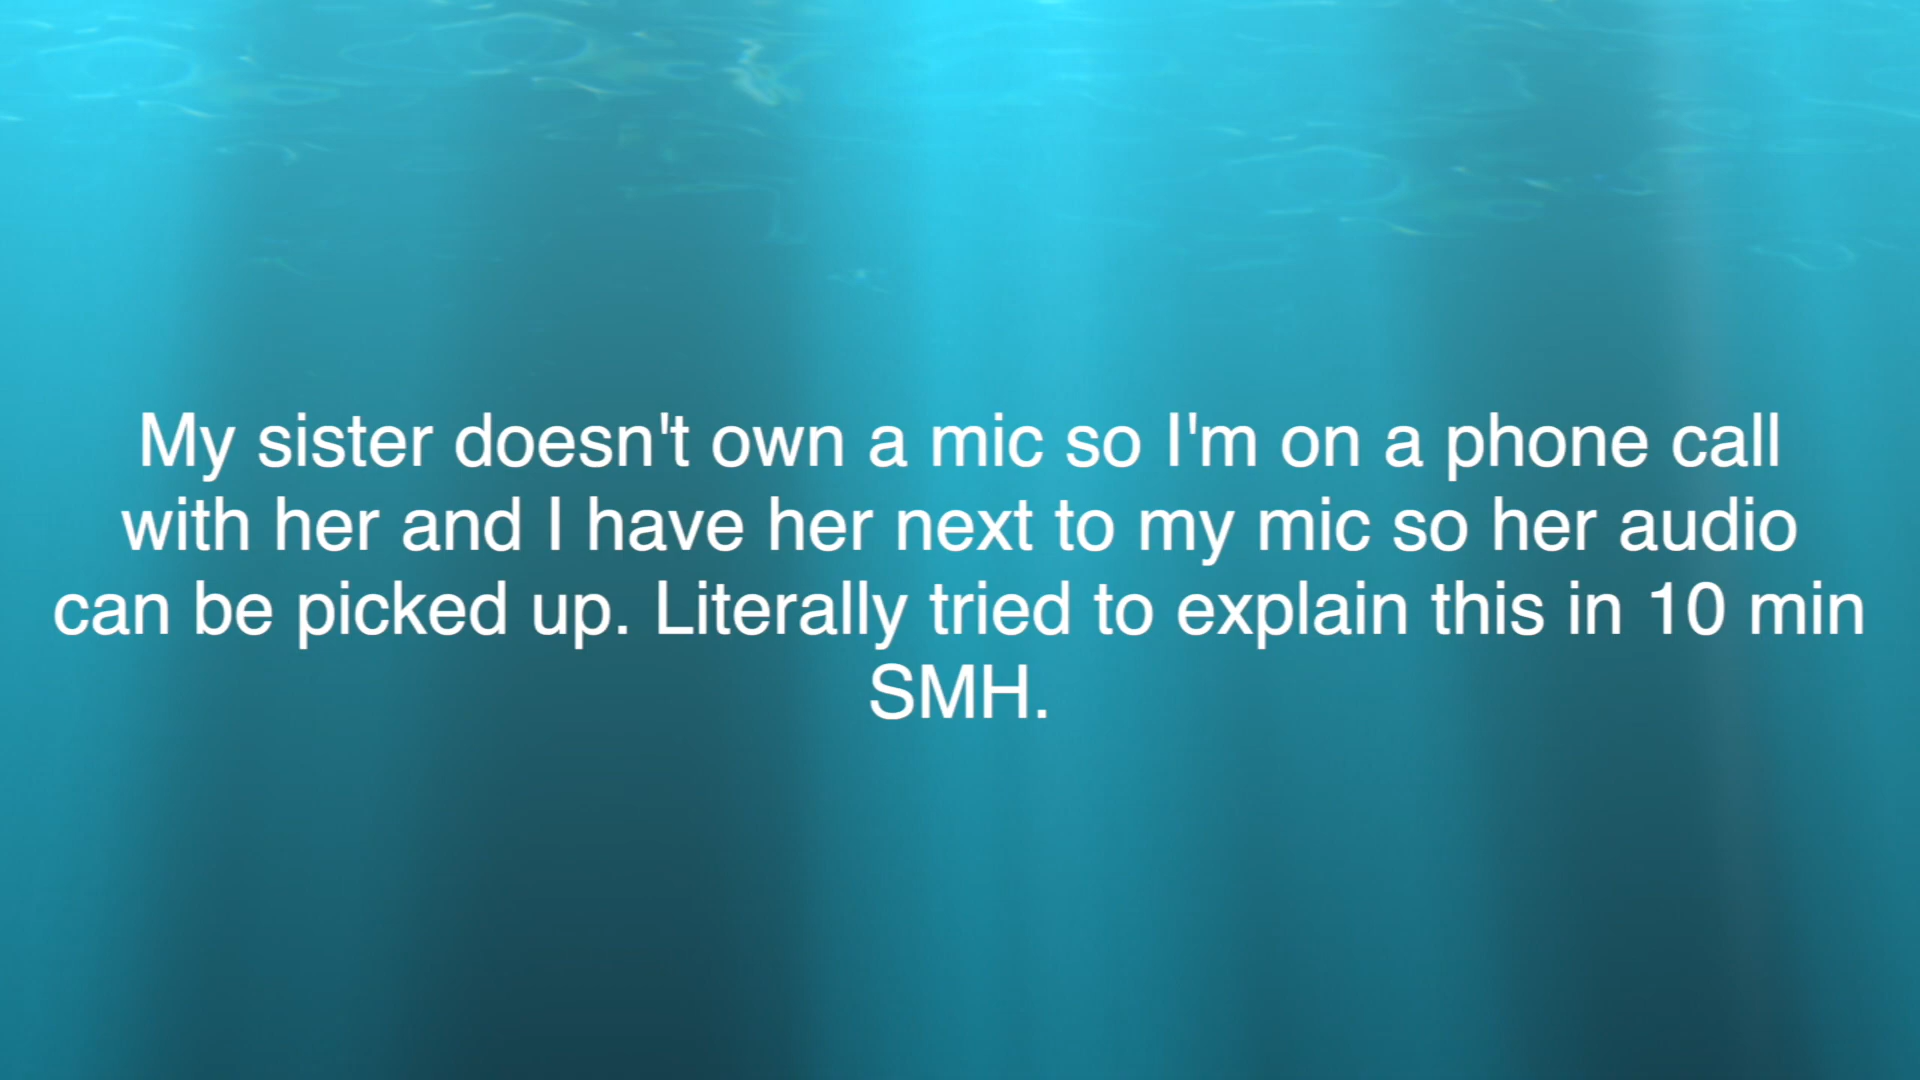 My sister doesn't own a mic so I'm on a phone call
with her and I have her next to my mic so her audio
can be picked up. Literally tried to explain this in 10 min
SMH.